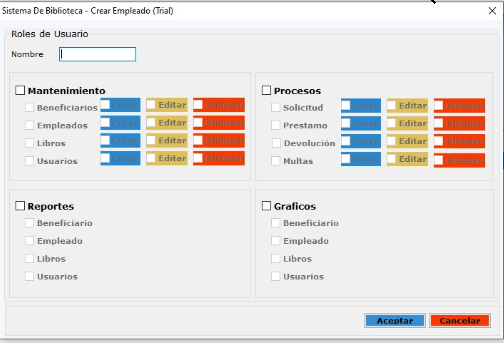 Sistema De Biblioteca - Crear Empleado (Trial)
Roles de Usuario
Nombre
Mantenimiento
Beneficiarios Crear Editar Eliminar
Empleados Crear Editar Eliminar
Libros Crear Editar Eliminar
Usuarios Crear Editar Eliminar
Procesos
Solicitud Crear Editar Eliminar
Prestamo Crear Editar Eliminar
Devolución Crear Editar Eliminar
Multas Crear Editar Eliminar
Reportes
Beneficiario
Empleado
Libros
Usuarios
Graficos
Beneficiario
Empleado
Libros
Usuarios
Aceptar Cancelar